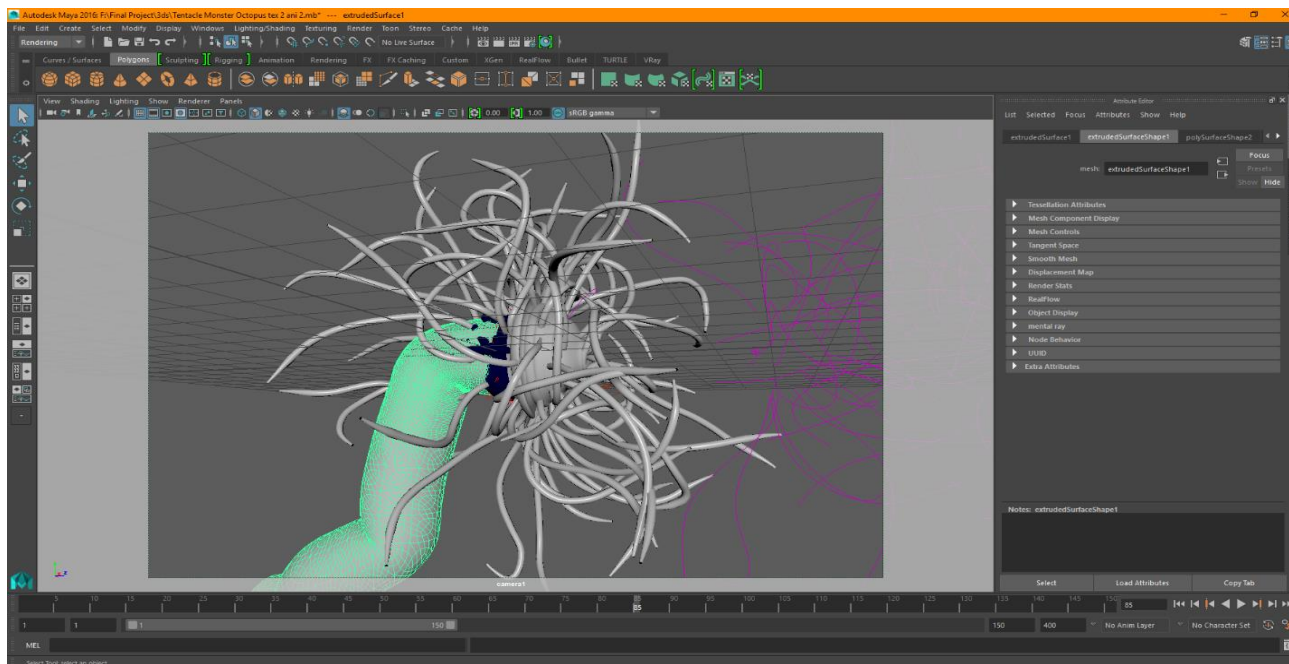 Autodesk Maya 2016: F:\Final Project\3ds\Tentacle Monster Octopus tex 2 ani 2.mb* --- extrudedSurface1
File Edit Create Select Modify Display Windows Lighting/Shading Texturing Render Toon Stereo Cache Help
Rendering No Live Surface
Curves / Surfaces Polygons Sculpting Rigging Animation Rendering FX FX Caching Custom XGen RealFlow Bullet TURTLE VRay
View Shading Lighting Show Renderer Panels
0.00 1.00 sRGB gamma
Attribute Editor
List Selected Focus Attributes Show Help
extrudedSurface1 extrudedSurfaceShape1 polySurfaceShape2
Focus
mesh: extrudedSurfaceShape1 Presets
Show Hide
Tessellation Attributes
Mesh Component Display
Mesh Controls
Tangent Space
Smooth Mesh
Displacement Map
Render Stats
RealFlow
Object Display
mental ray
Node Behavior
UUID
Extra Attributes
Notes: extrudedSurfaceShape1
camera1
Select Load Attributes Copy Tab
5 10 15 20 25 30 35 40 45 50 55 60 65 70 75 80 85 90 95 100 105 110 115 120 125 130 135 140 145 150 85
85
1 1 1 150 150 400 No Anim Layer No Character Set
MEL
Select Tool: select an object